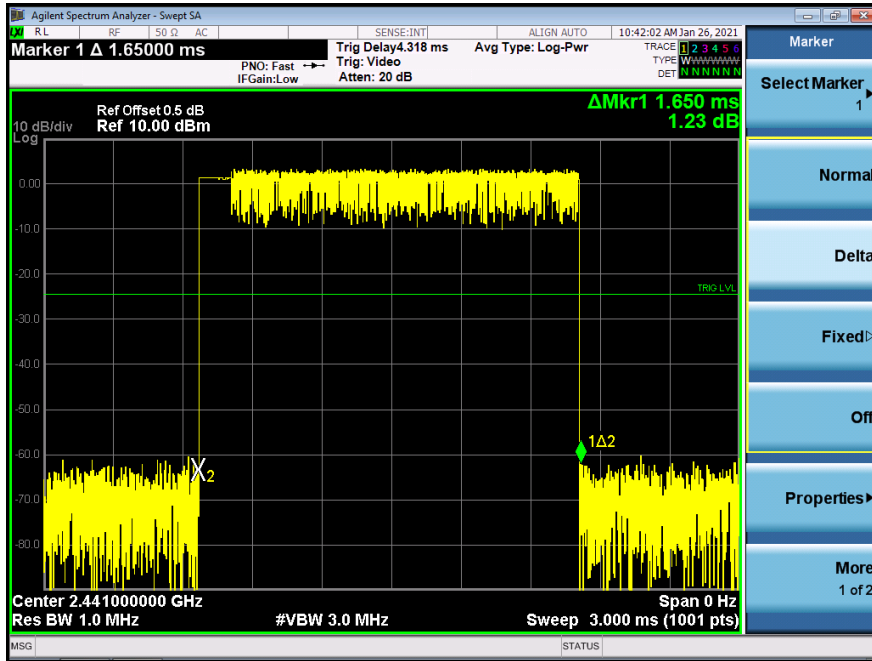 Agilent Spectrum Analyzer - Swept SA
LXI RL RF 50 Ω AC SENSE:INT ALIGN AUTO 10:42:02 AM Jan 26, 2021
Marker 1 Δ 1.65000 ms
PNO: Fast
IFGain:Low
Trig Delay4.318 ms
Trig: Video
Atten: 20 dB
Avg Type: Log-Pwr
TRACE 1 2 3 4 5 6
TYPE WWWWWW
DET N N N N N N
ΔMkr1 1.650 ms
1.23 dB
Ref Offset 0.5 dB
10 dB/div Ref 10.00 dBm
Log
0.00
-10.0
-20.0
TRIG LVL
-30.0
-40.0
-50.0
1Δ2
-60.0
X2
-70.0
-80.0
Center 2.441000000 GHz Span 0 Hz
Res BW 1.0 MHz #VBW 3.0 MHz Sweep 3.000 ms (1001 pts)
MSG STATUS
Marker
Select Marker
1
Normal
Delta
Fixed
Off
Properties
More
1 of 2